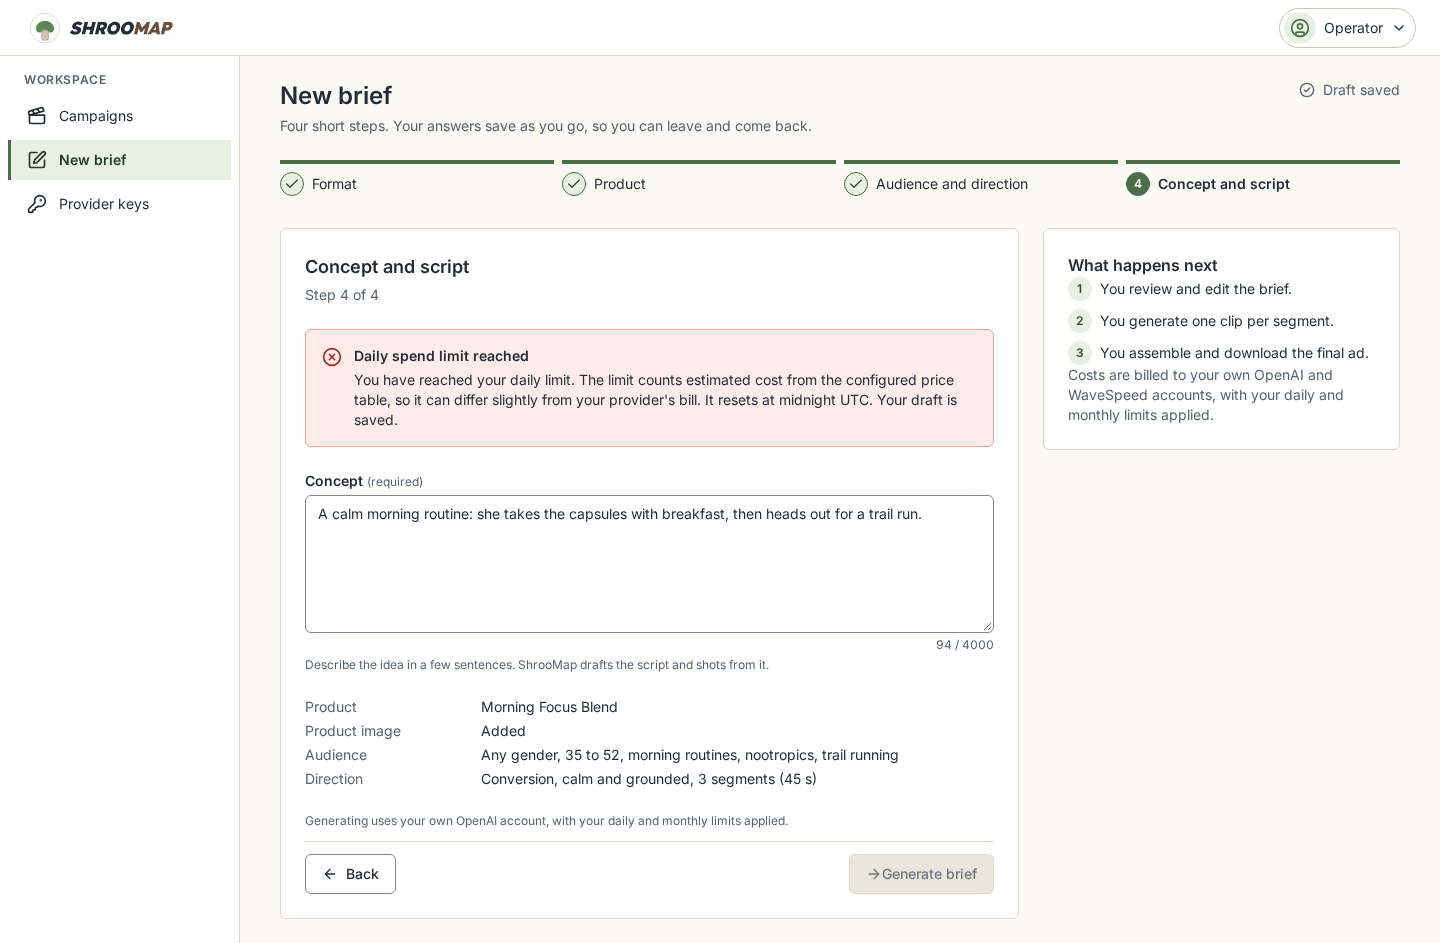 SHROOMAP
Operator
WORKSPACE
Campaigns
New brief
Provider keys
New brief
Draft saved
Four short steps. Your answers save as you go, so you can leave and come back.
Format
Product
Audience and direction
4 Concept and script
Concept and script
Step 4 of 4
Daily spend limit reached
You have reached your daily limit. The limit counts estimated cost from the configured price
table, so it can differ slightly from your provider's bill. It resets at midnight UTC. Your draft is
saved.
Concept (required)
A calm morning routine: she takes the capsules with breakfast, then heads out for a trail run.
94 / 4000
Describe the idea in a few sentences. ShrooMap drafts the script and shots from it.
Product Morning Focus Blend
Product image Added
Audience Any gender, 35 to 52, morning routines, nootropics, trail running
Direction Conversion, calm and grounded, 3 segments (45 s)
Generating uses your own OpenAI account, with your daily and monthly limits applied.
Back
Generate brief
What happens next
1 You review and edit the brief.
2 You generate one clip per segment.
3 You assemble and download the final ad.
Costs are billed to your own OpenAI and
WaveSpeed accounts, with your daily and
monthly limits applied.